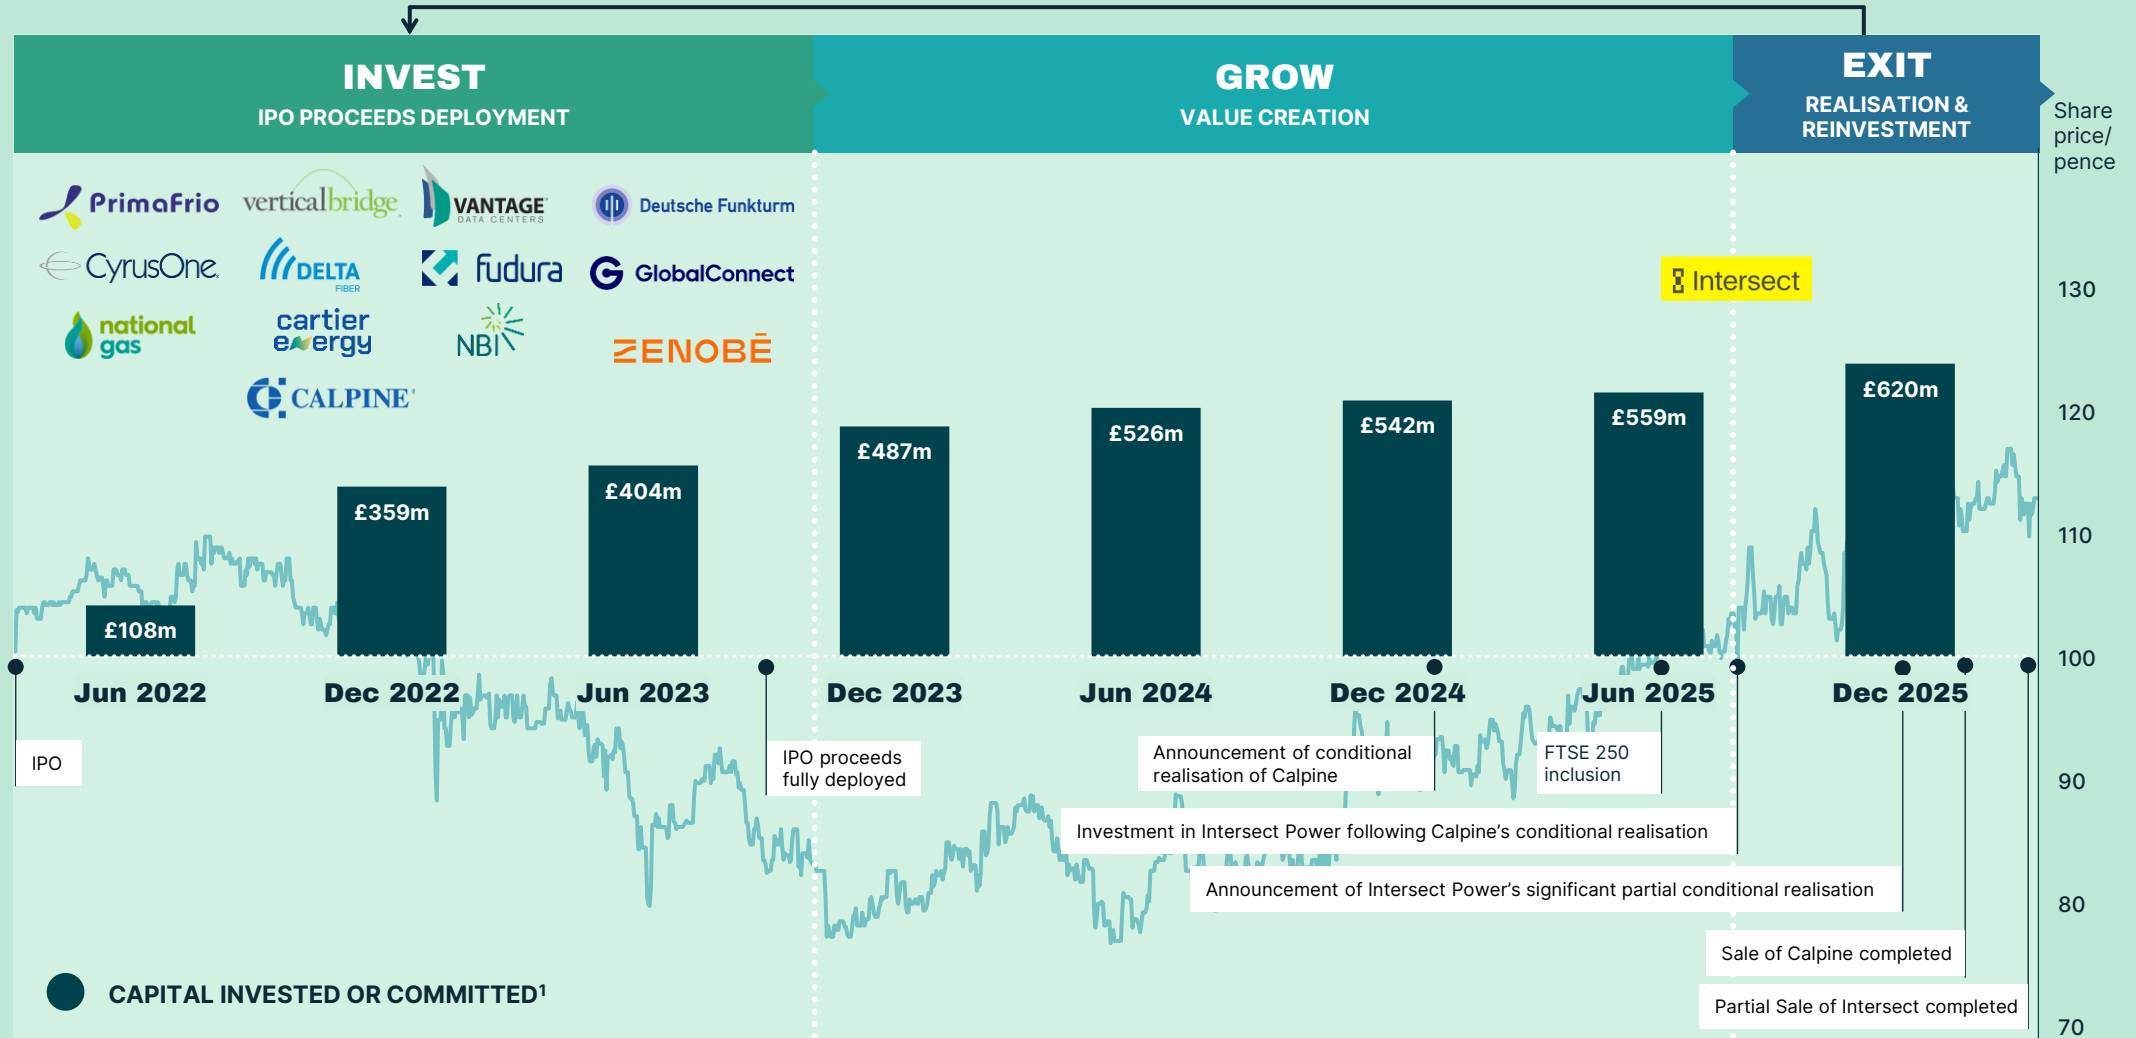 INVEST
IPO PROCEEDS DEPLOYMENT
GROW
VALUE CREATION
EXIT
REALISATION &
REINVESTMENT
Share
price/
pence
PrimaFrio
verticalbridge
VANTAGE
DATA CENTERS
Deutsche Funkturm
CyrusOne
DELTA
FIBER
fudura
GlobalConnect
national
gas
cartier
energy
NBI
ZENOBĒ
CALPINE
Intersect
130
120
110
100
90
80
70
£108m
£359m
£404m
£487m
£526m
£542m
£559m
£620m
Jun 2022
Dec 2022
Jun 2023
Dec 2023
Jun 2024
Dec 2024
Jun 2025
Dec 2025
IPO
IPO proceeds
fully deployed
Announcement of conditional
realisation of Calpine
FTSE 250
inclusion
Investment in Intersect Power following Calpine’s conditional realisation
Announcement of Intersect Power’s significant partial conditional realisation
Sale of Calpine completed
Partial Sale of Intersect completed
CAPITAL INVESTED OR COMMITTED¹